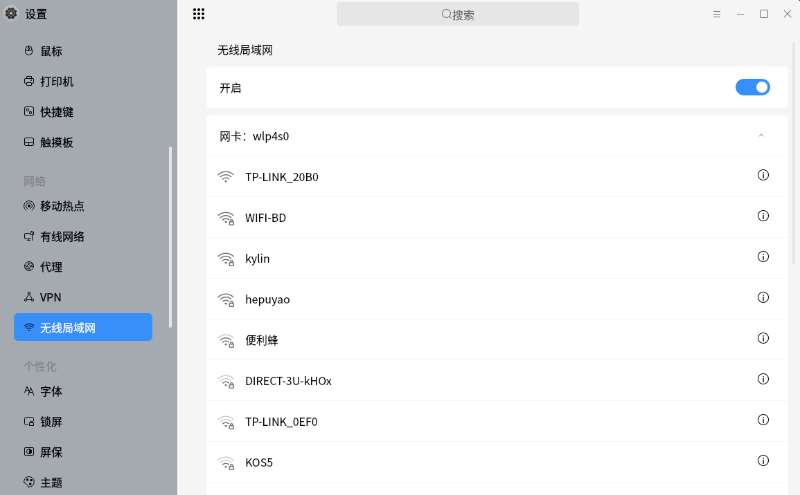 设置
鼠标
打印机
快捷键
触摸板
网络
移动热点
有线网络
代理
VPN
无线局域网
个性化
字体
锁屏
屏保
主题
搜索
无线局域网
开启
网卡：wlp4s0
TP-LINK_20B0
WIFI-BD
kylin
hepuyao
便利蜂
DIRECT-3U-kHOx
TP-LINK_0EF0
KOS5